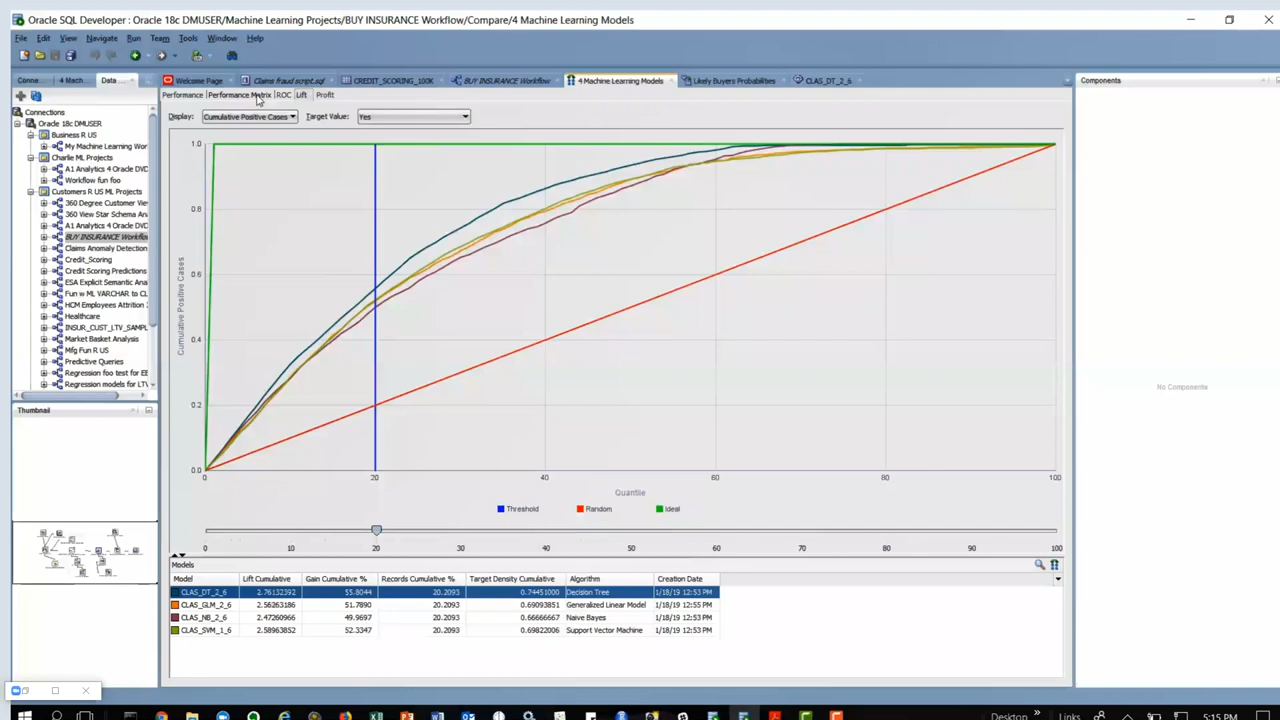 Oracle SQL Developer : Oracle 18c DMUSER/Machine Learning Projects/BUY INSURANCE Workflow/Compare/4 Machine Learning Models
File Edit View Navigate Run Team Tools Window Help
Conne... 4 Mach... Data... Welcome Page Claims fraud script.sql CREDIT_SCORING_100K BUY INSURANCE Workflow 4 Machine Learning Models Likely Buyers Probabilities CLAS_DT_2_6 Components
Performance Performance Matrix ROC Lift Profit
Display: Cumulative Positive Cases Target Value: Yes
Connections
Oracle 18c DMUSER
Business R US
My Machine Learning Wor
Charlie ML Projects
A1 Analytics 4 Oracle DVD
Workflow fun foo
Customers R US ML Projects
360 Degree Customer Vie
360 View Star Schema An
A1 Analytics 4 Oracle DVD
BUY INSURANCE Workflow
Claims Anomaly Detection
Credit_Scoring
Credit Scoring Predictions
ESA Explicit Semantic Ana
Fun w ML VARCHAR to CL
HCM Employees Attrition 2
Healthcare
INSUR_CUST_LTV_SAMPL
Market Basket Analysis
Mfg Fun R US
Predictive Queries
Regression foo test for EB
Regression models for LT
Thumbnail
Cumulative Positive Cases
1.0
0.8
0.6
0.4
0.2
0.0
0 20 40 60 80 100
Quantile
Threshold Random Ideal
0 10 20 30 40 50 60 70 80 90 100
Models
Model Lift Cumulative Gain Cumulative % Records Cumulative % Target Density Cumulative Algorithm Creation Date
CLAS_DT_2_6 2.76132392 55.8044 20.2093 0.74451000 Decision Tree 1/18/19 12:53 PM
CLAS_GLM_2_6 2.56263186 51.7890 20.2093 0.69093851 Generalized Linear Model 1/18/19 12:55 PM
CLAS_NB_2_6 2.47260966 49.9697 20.2093 0.66666667 Naive Bayes 1/18/19 12:53 PM
CLAS_SVM_1_6 2.58963852 52.3347 20.2093 0.69822006 Support Vector Machine 1/18/19 12:53 PM
No Components
Desktop Links 5:15 PM